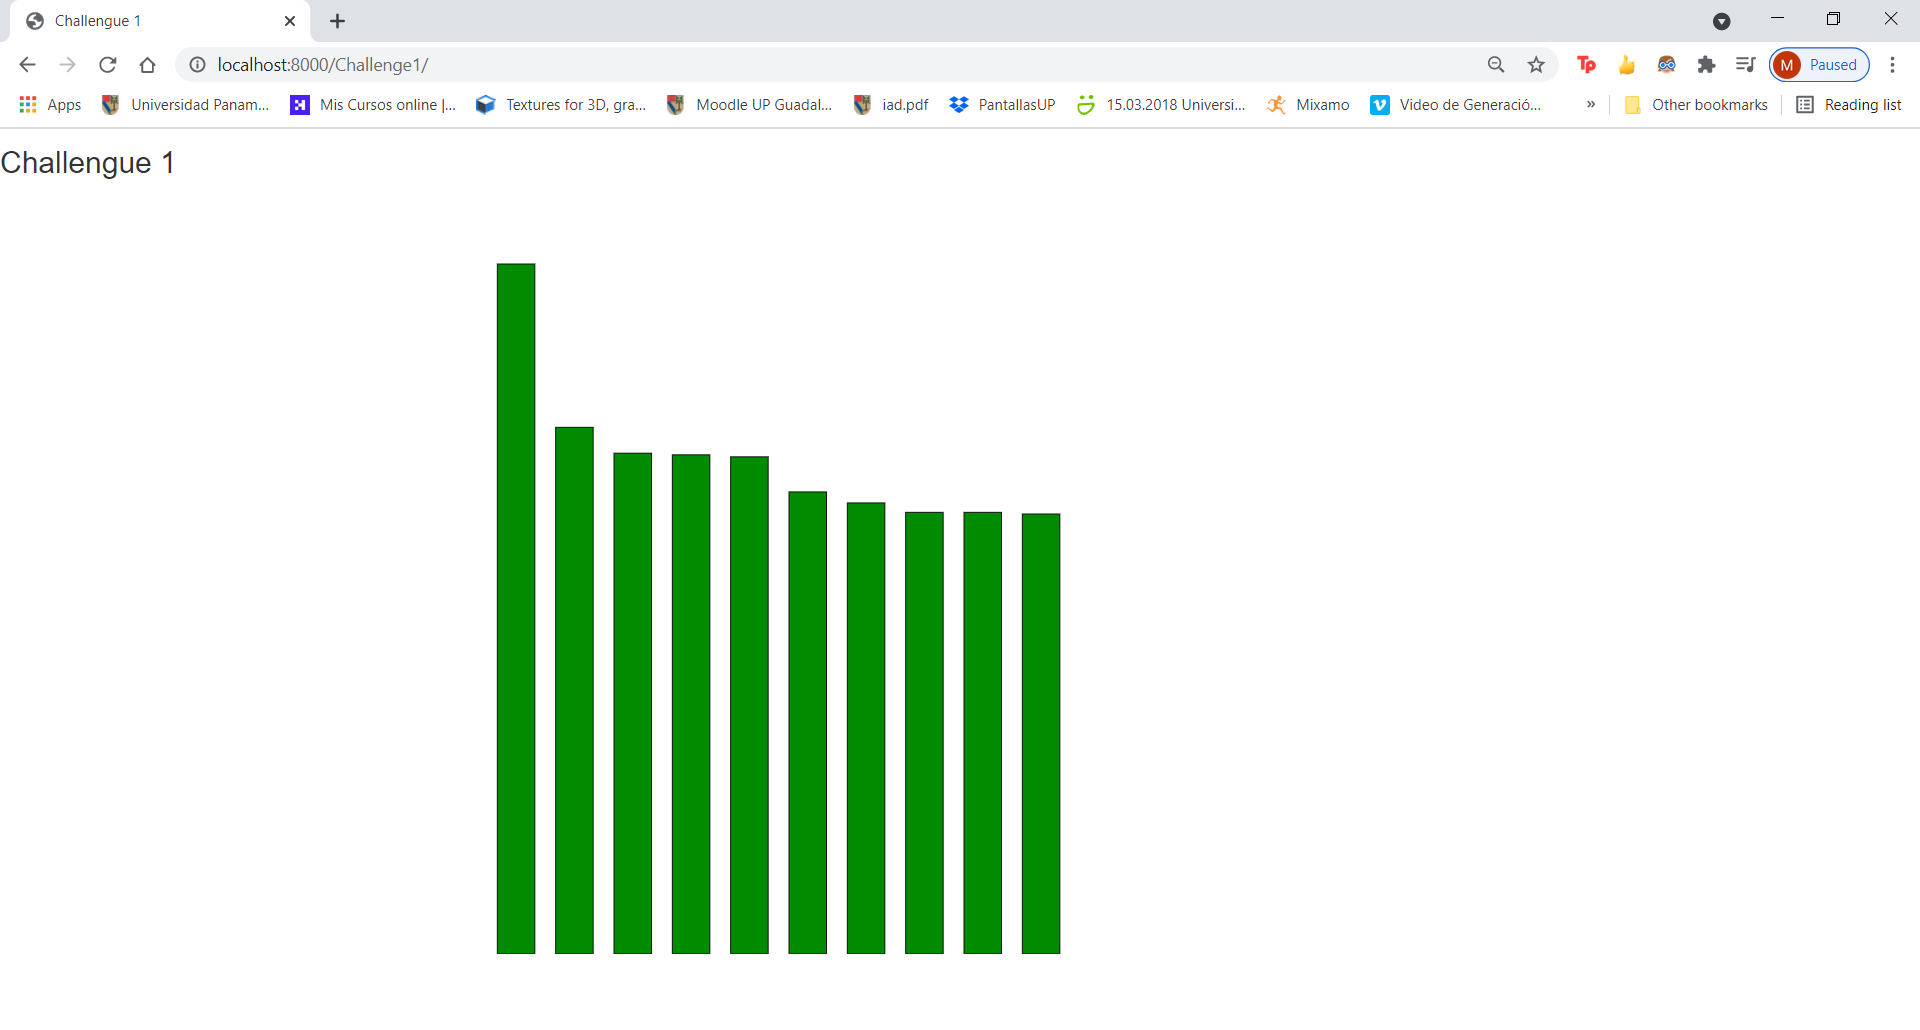 Challengue 1
localhost:8000/Challenge1/
Tp
M Paused
Apps Universidad Panam... Mis Cursos online |... Textures for 3D, gra... Moodle UP Guadal... iad.pdf PantallasUP 15.03.2018 Universi... Mixamo Video de Generació... » Other bookmarks Reading list
Challengue 1